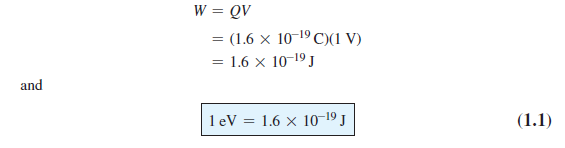 W = QV
= (1.6 × 10⁻¹⁹ C)(1 V)
= 1.6 × 10⁻¹⁹ J
and
1 eV = 1.6 × 10⁻¹⁹ J (1.1)